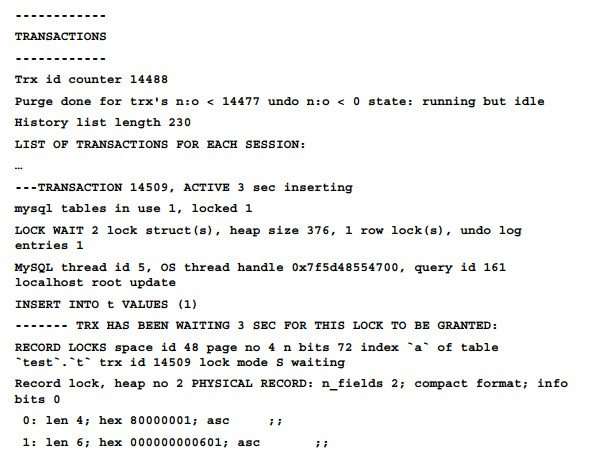 ------------
TRANSACTIONS
------------
Trx id counter 14488
Purge done for trx's n:o < 14477 undo n:o < 0 state: running but idle
History list length 230
LIST OF TRANSACTIONS FOR EACH SESSION:
…
---TRANSACTION 14509, ACTIVE 3 sec inserting
mysql tables in use 1, locked 1
LOCK WAIT 2 lock struct(s), heap size 376, 1 row lock(s), undo log
entries 1
MySQL thread id 5, OS thread handle 0x7f5d48554700, query id 161
localhost root update
INSERT INTO t VALUES (1)
------- TRX HAS BEEN WAITING 3 SEC FOR THIS LOCK TO BE GRANTED:
RECORD LOCKS space id 48 page no 4 n bits 72 index `a` of table
`test`.`t` trx id 14509 lock mode S waiting
Record lock, heap no 2 PHYSICAL RECORD: n_fields 2; compact format; info
bits 0
0: len 4; hex 80000001; asc     ;;
1: len 6; hex 000000000601; asc       ;;